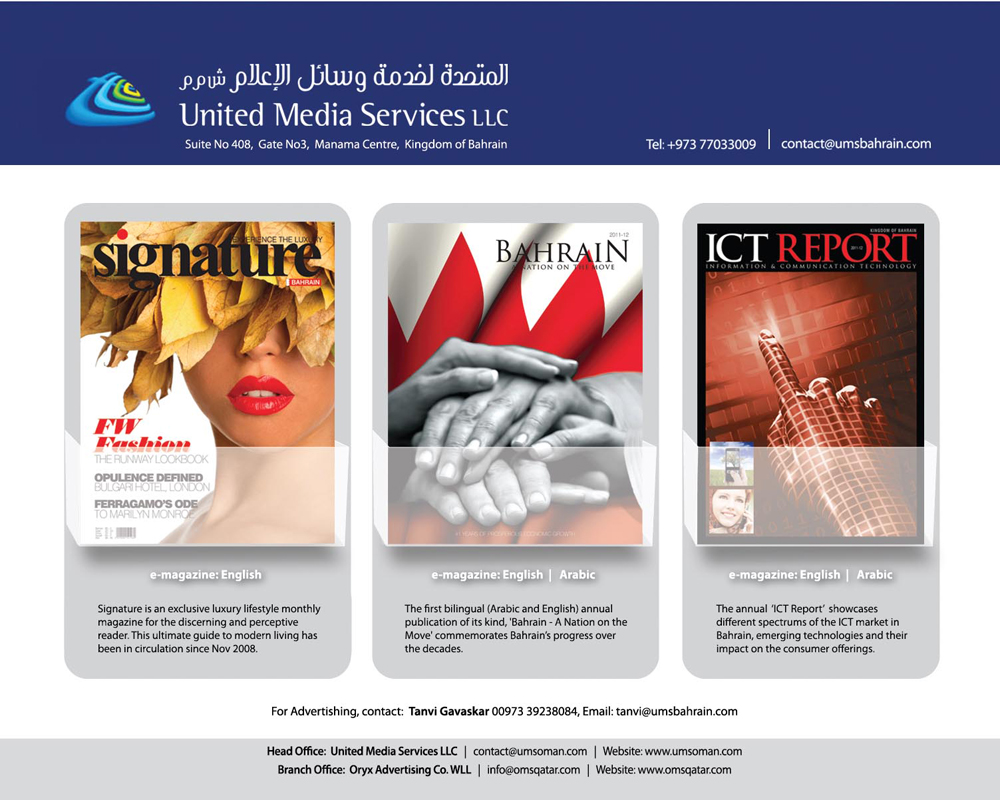 المتحدة لخدمة وسائل الإعلام ش م م
United Media Services LLC
Suite No 408, Gate No3, Manama Centre, Kingdom of Bahrain
Tel: +973 77033009 | contact@umsbahrain.com
EXPERIENCE THE LUXURY
signature
BAHRAIN
FW
Fashion
THE RUNWAY LOOKBOOK
OPULENCE DEFINED
BULGARI HOTEL, LONDON
FERRAGAMO'S ODE
TO MARILYN MONROE
e-magazine: English
Signature is an exclusive luxury lifestyle monthly
magazine for the discerning and perceptive
reader. This ultimate guide to modern living has
been in circulation since Nov 2008.
2011-12
BAHRAIN
A NATION ON THE MOVE
e-magazine: English | Arabic
The first bilingual (Arabic and English) annual
publication of its kind, 'Bahrain - A Nation on the
Move' commemorates Bahrain's progress over
the decades.
KINGDOM OF BAHRAIN
ICT REPORT
2011-12
INFORMATION & COMMUNICATION TECHNOLOGY
e-magazine: English | Arabic
The annual 'ICT Report' showcases
different spectrums of the ICT market in
Bahrain, emerging technologies and their
impact on the consumer offerings.
For Advertising, contact: Tanvi Gavaskar 00973 39238084, Email: tanvi@umsbahrain.com
Head Office: United Media Services LLC | contact@umsoman.com | Website: www.umsoman.com
Branch Office: Oryx Advertising Co. WLL | info@omsqatar.com | Website: www.omsqatar.com